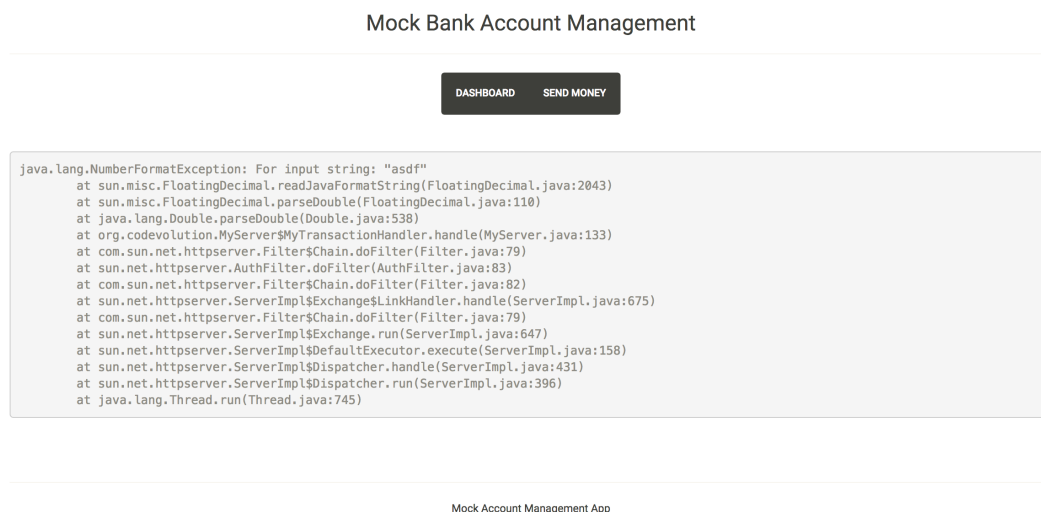 Mock Bank Account Management
DASHBOARD SEND MONEY
java.lang.NumberFormatException: For input string: "asdf"
at sun.misc.FloatingDecimal.readJavaFormatString(FloatingDecimal.java:2043)
at sun.misc.FloatingDecimal.parseDouble(FloatingDecimal.java:110)
at java.lang.Double.parseDouble(Double.java:538)
at org.codevolution.MyServer$MyTransactionHandler.handle(MyServer.java:133)
at com.sun.net.httpserver.Filter$Chain.doFilter(Filter.java:79)
at sun.net.httpserver.AuthFilter.doFilter(AuthFilter.java:83)
at com.sun.net.httpserver.Filter$Chain.doFilter(Filter.java:82)
at sun.net.httpserver.ServerImpl$Exchange$LinkHandler.handle(ServerImpl.java:675)
at com.sun.net.httpserver.Filter$Chain.doFilter(Filter.java:79)
at sun.net.httpserver.ServerImpl$Exchange.run(ServerImpl.java:647)
at sun.net.httpserver.ServerImpl$DefaultExecutor.execute(ServerImpl.java:158)
at sun.net.httpserver.ServerImpl$Dispatcher.handle(ServerImpl.java:431)
at sun.net.httpserver.ServerImpl$Dispatcher.run(ServerImpl.java:396)
at java.lang.Thread.run(Thread.java:745)
Mock Account Management App